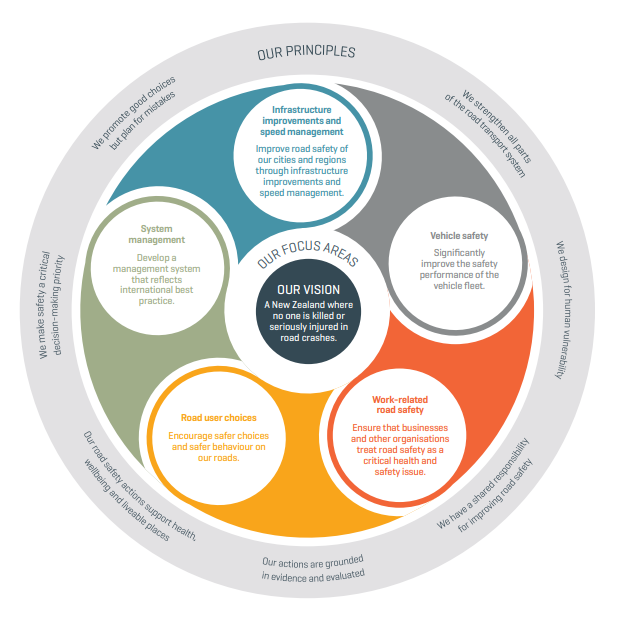 OUR PRINCIPLES
We promote good choices
but plan for mistakes
We strengthen all parts
of the road transport system
We make safety a critical
decision-making priority
We design for human vulnerability
Our road safety actions support health,
wellbeing and liveable places
We have a shared responsibility
for improving road safety
Our actions are grounded
in evidence and evaluated
Infrastructure
improvements and
speed management
Improve road safety of
our cities and regions
through infrastructure
improvements and
speed management.
System
management
Develop a
management system
that reflects
international best
practice.
Vehicle safety
Significantly
improve the safety
performance of the
vehicle fleet.
OUR FOCUS AREAS
OUR VISION
A New Zealand where
no one is killed or
seriously injured in
road crashes.
Road user choices
Encourage safer choices
and safer behaviour on
our roads.
Work-related
road safety
Ensure that businesses
and other organisations
treat road safety as a
critical health and
safety issue.